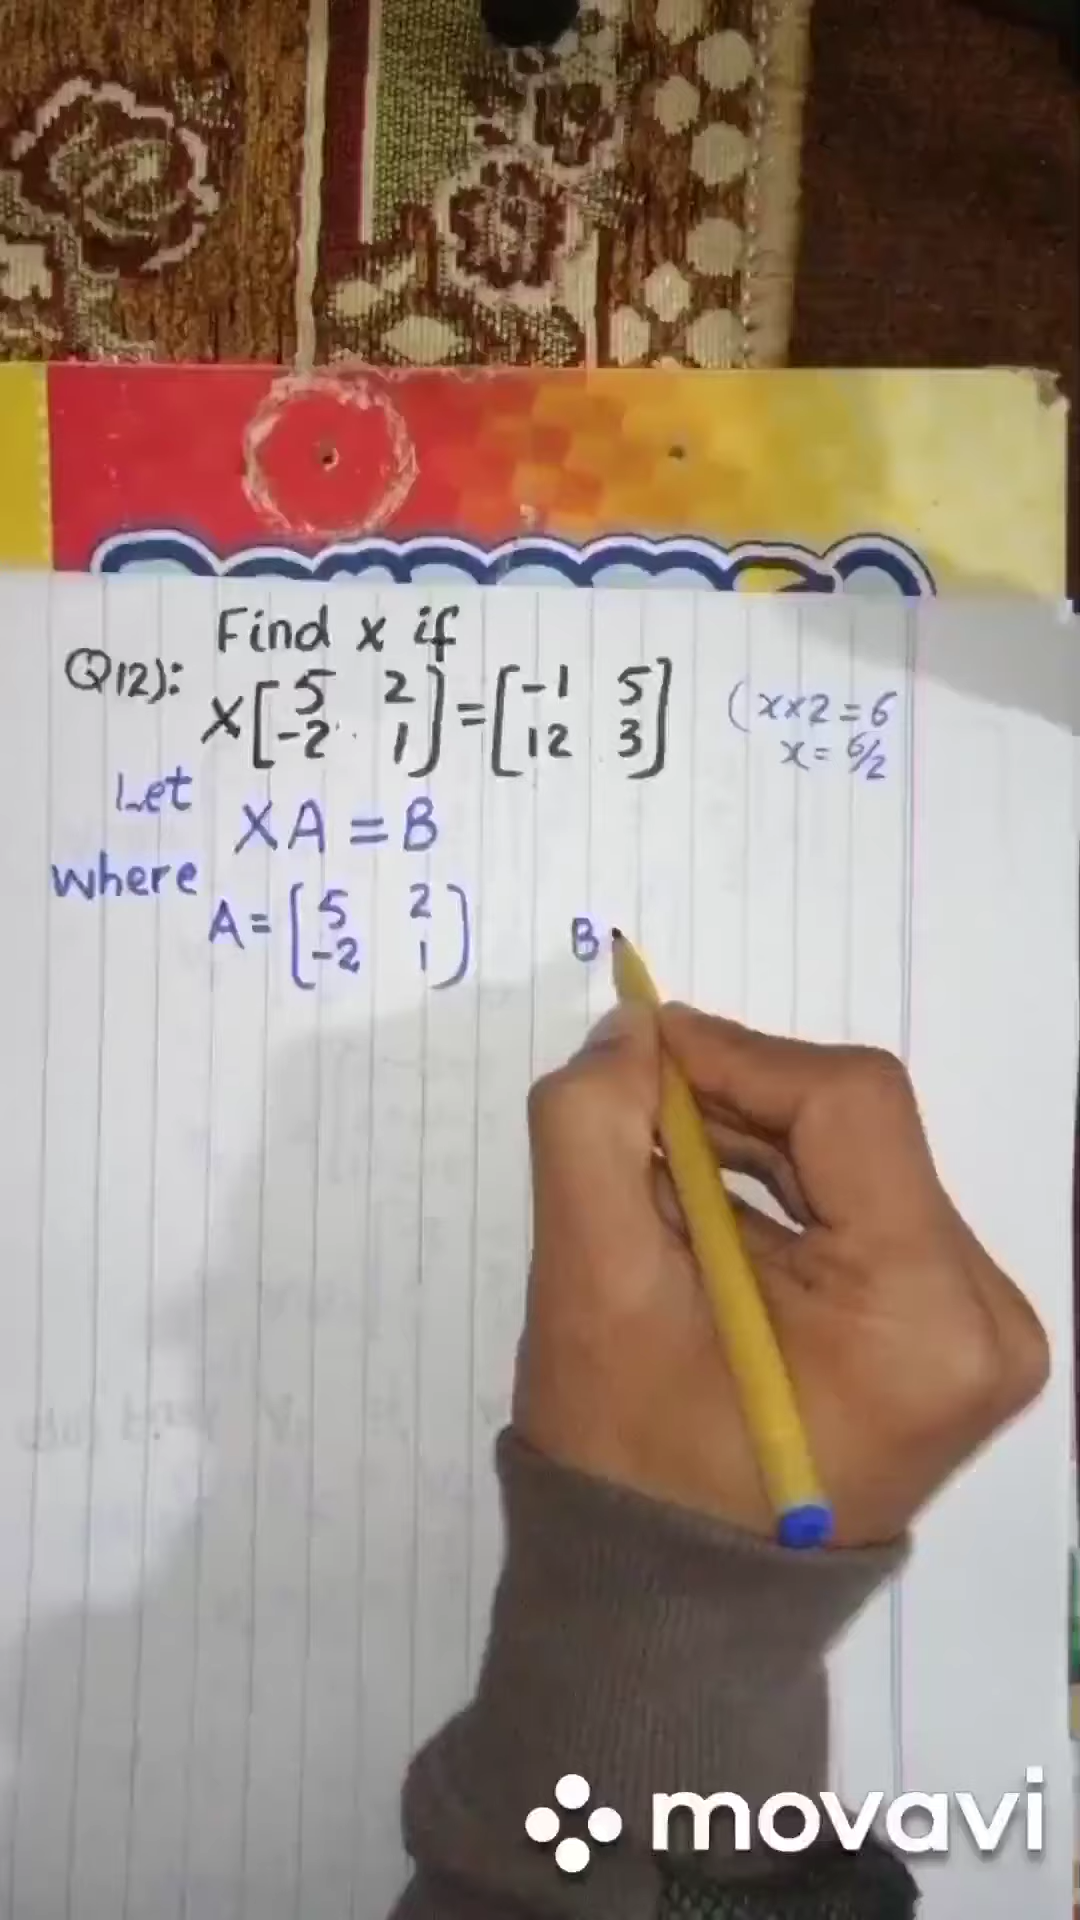 Find x if
Q12):
X[5 2 -2 1] = [-1 5 12 3]
(x×2=6
x=6/2
Let
XA=B
where
A=[5 2 -2 1]
B
movavi